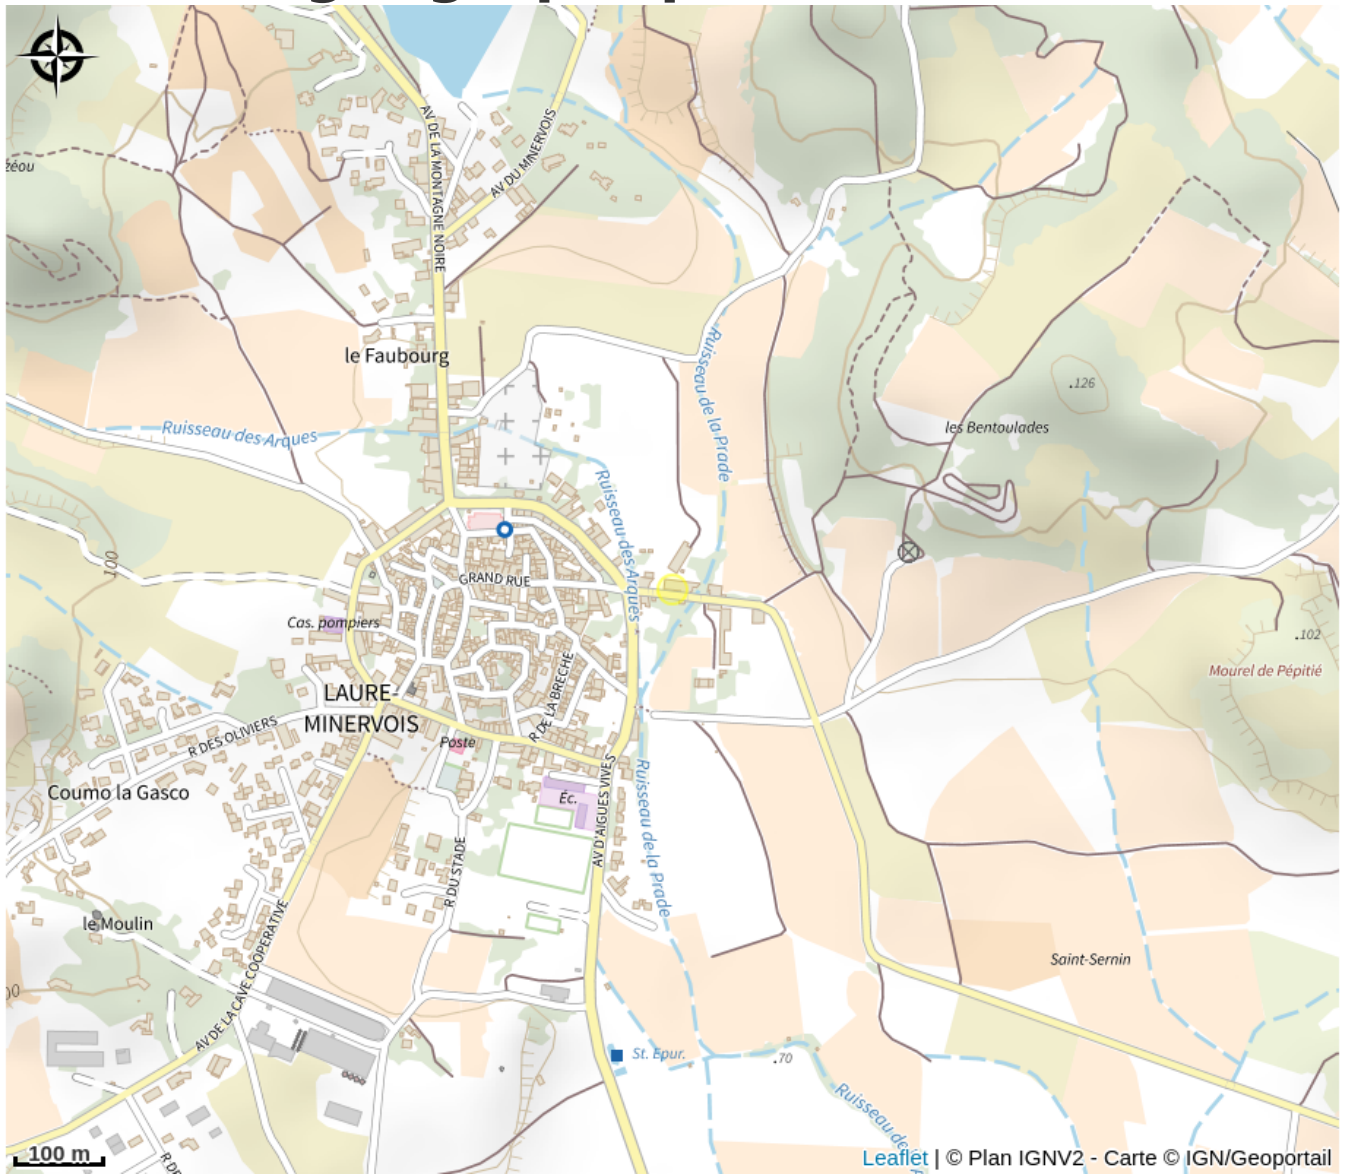 AV DE LA MONTAGNE NOIRE
AV DU MINERVOIS
le Faubourg
Ruisseau de la Prade
.126
Ruisseau des Arques
les Bentoulades
Ruisseau des Arques
100
GRAND RUE
Cas. pompiers
.102
Mourel de Pépitié
LAURE-
MINERVOIS
R DE LA BRECHE
R DES OLIVIERS
Poste
Coumo la Gasco
Éc.
AV D'AIGUES VIVES
Ruisseau de la Prade
R DU STADE
le Moulin
AV DE LA CAVE COOPERATIVE
Saint-Sernin
St. Epur.
.70
Ruisseau de
100 m
Leaflet | © Plan IGNV2 - Carte © IGN/Geoportail